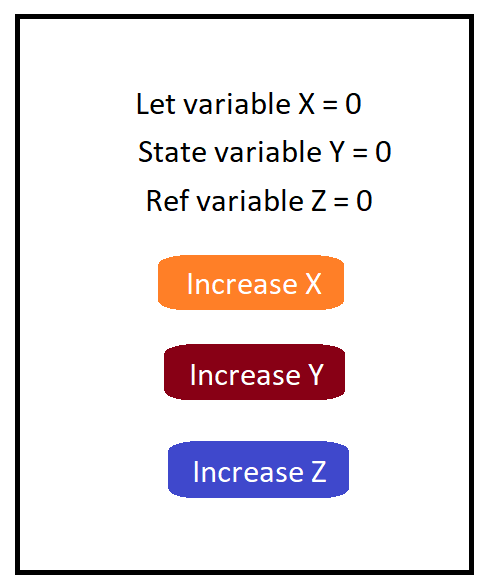 Let variable X = 0
State variable Y = 0
Ref variable Z = 0
Increase X
Increase Y
Increase Z